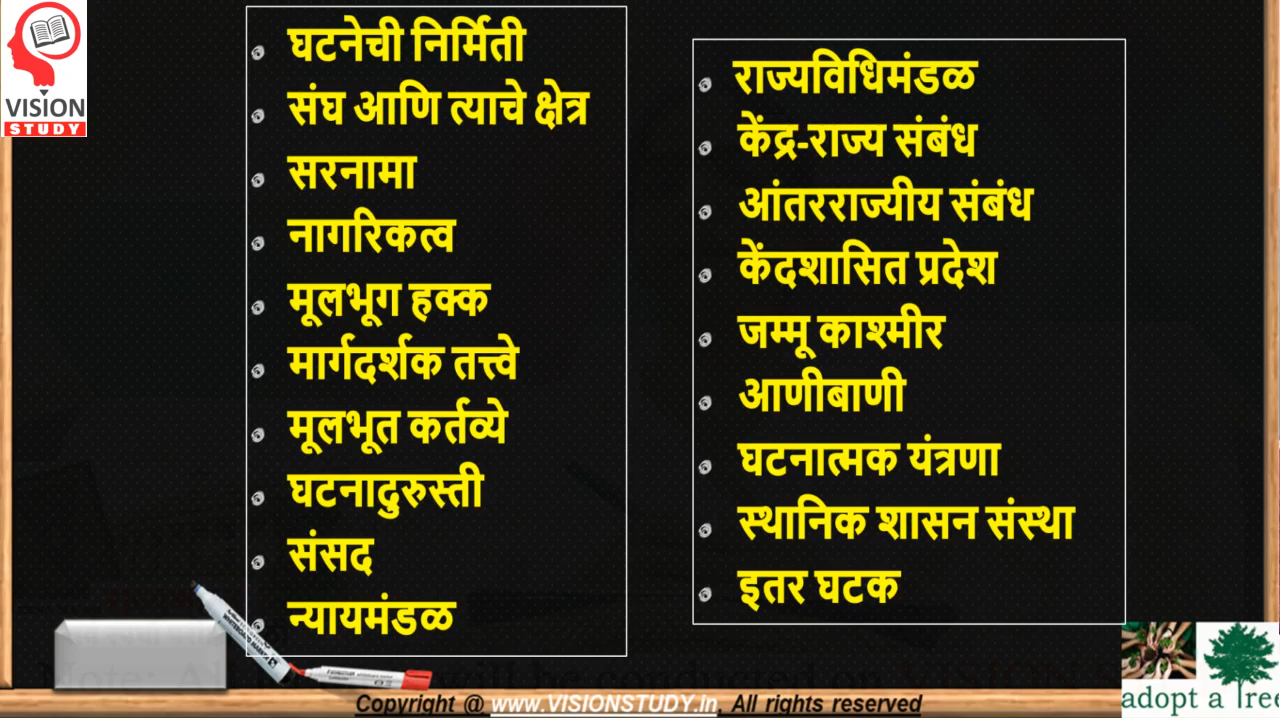 VISION
STUDY
घटनेची निर्मिती
संघ आणि त्याचे क्षेत्र
सरनामा
नागरिकत्व
मूलभूग हक्क
मार्गदर्शक तत्त्वे
मूलभूत कर्तव्ये
घटनादुरुस्ती
संसद
न्यायमंडळ
राज्यविधिमंडळ
केंद्र-राज्य संबंध
आंतरराज्यीय संबंध
केंदशासित प्रदेश
जम्मू काश्मीर
आणीबाणी
घटनात्मक यंत्रणा
स्थानिक शासन संस्था
इतर घटक
Copyright @ www.VISIONSTUDY.in, All rights reserved
adopt a Tree